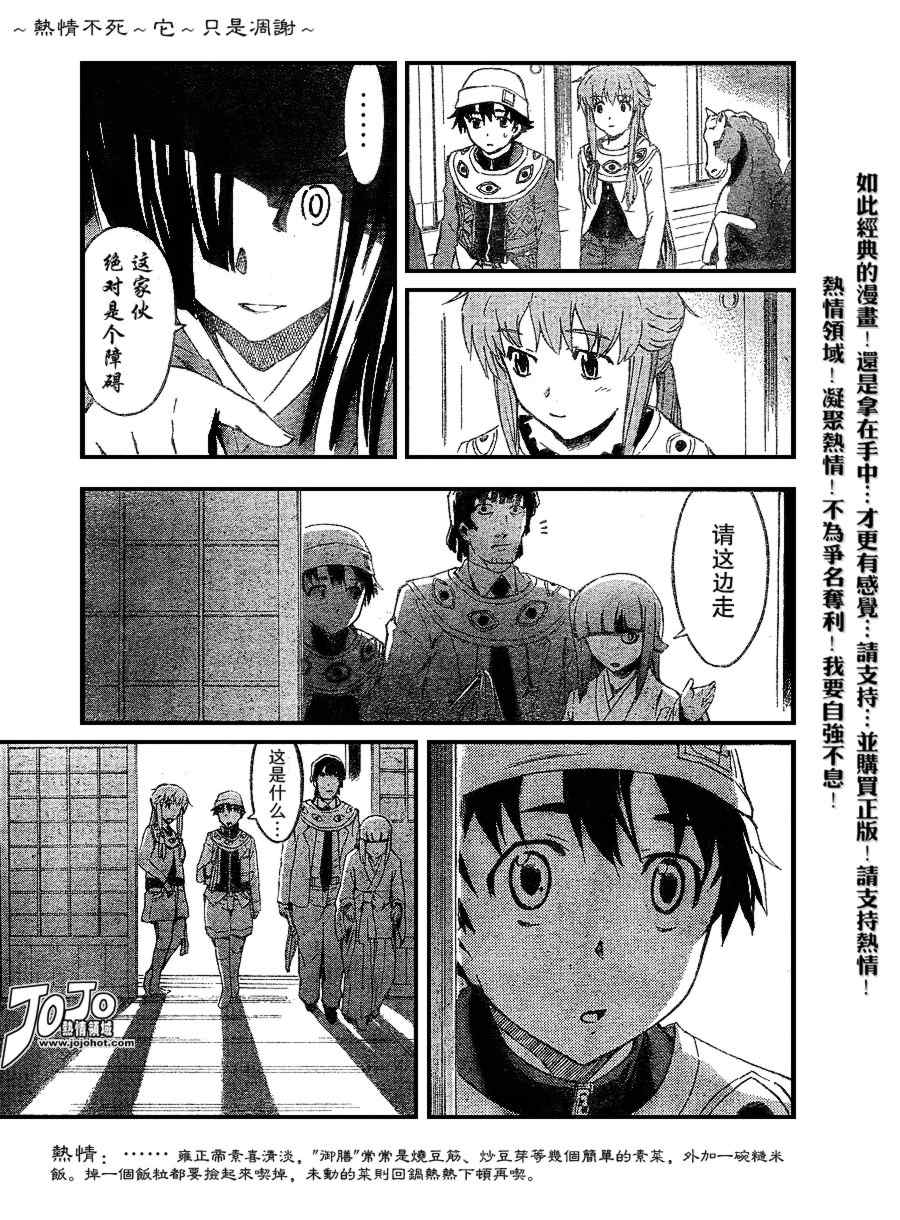 ～熱情不死～它～只是凋謝～
……
这家伙
绝对是个障碍
请这边走
这是什么…
如此經典的漫畫！還是拿在手中…才更有感覺…請支持…並購買正版！請支持熱情！
熱情領域！凝聚熱情！不為爭名奪利！我要自強不息！
JOJO
熱情領域
www.jojohot.com
熱情：…… 雍正帝素喜清淡，"御膳"常常是燒豆筋、炒豆芽等幾個簡單的素菜，外加一碗糙米
飯。掉一個飯粒都要撿起來喫掉，未動的菜則回鍋熱熱下頓再喫。